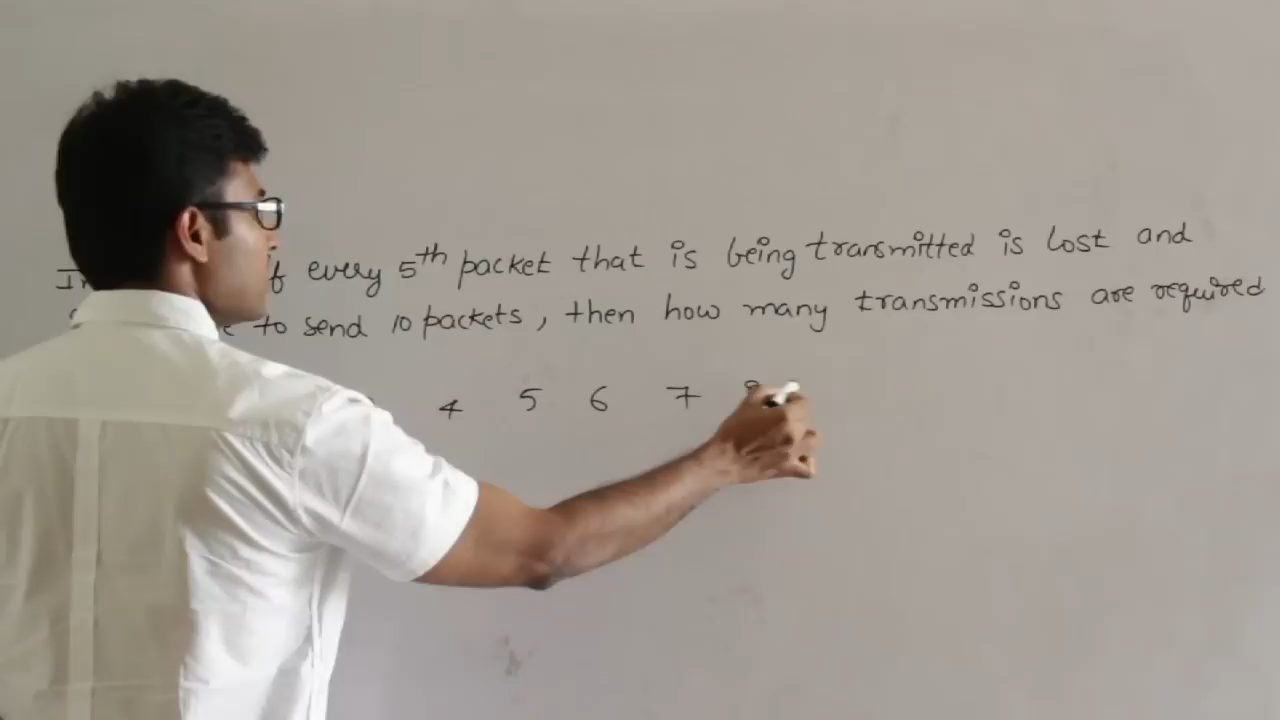 every 5th packet that is being transmitted is lost and
to send 10 packets, then how many transmissions are required
4 5 6 7